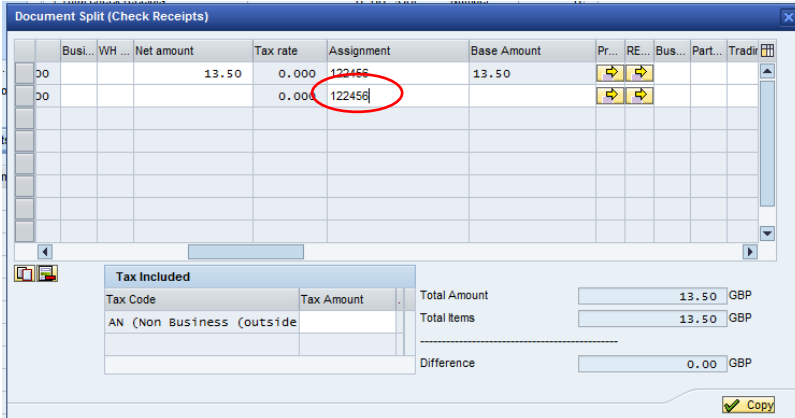 Document Split (Check Receipts)
Busi... WH ... Net amount Tax rate Assignment Base Amount Pr... RE... Bus... Part... Tradir
00 13.50 0.000 122456 13.50
00 0.000 122456
Tax Included
Tax Code Tax Amount .
AN (Non Business (outside
Total Amount 13.50 GBP
Total Items 13.50 GBP
Difference 0.00 GBP
Copy